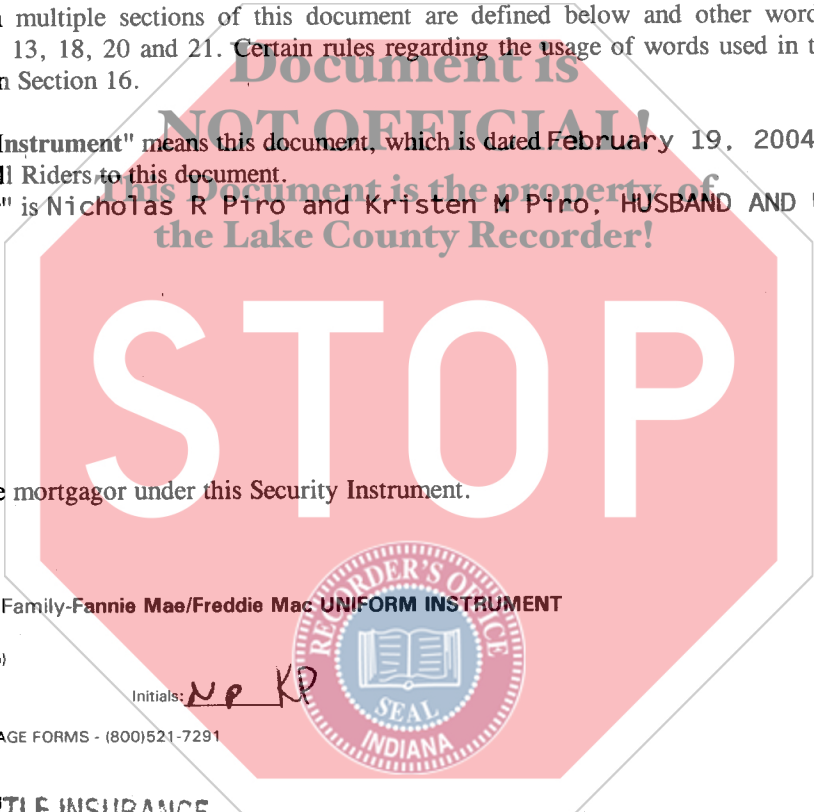 multiple sections of this document are defined below and other
13, 18, 20 and 21. Certain rules regarding the usage of words used in
Section 16.
Document is
NOT OFFICIAL!
Instrument" means this document, which is dated February 19, 2004
Riders to this document.
This Document is the property of
" is Nicholas R Piro and Kristen M Piro, HUSBAND AND
the Lake County Recorder!
STOP
mortgagor under this Security Instrument.
Family-Fannie Mae/Freddie Mac UNIFORM INSTRUMENT
RECORDER'S OFFICE
Initials: NP KP
SEAL
INDIANA
FORMS - (800)521-7291
INSURANCE